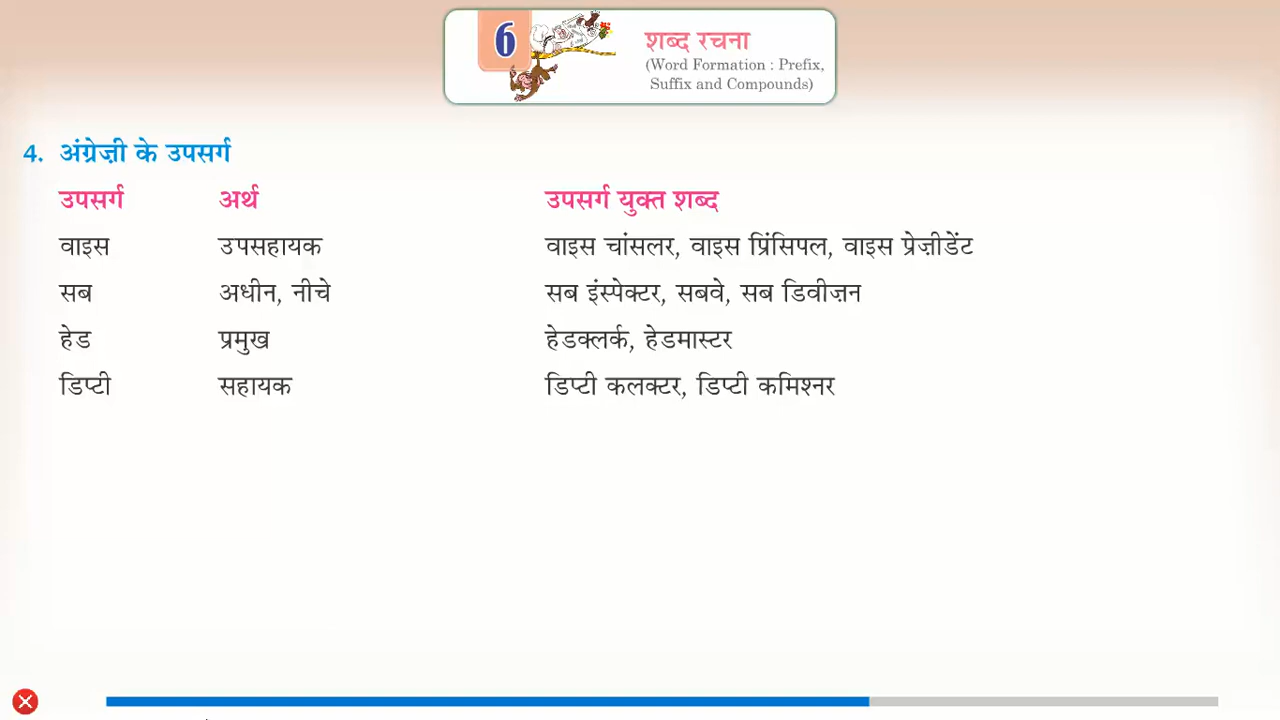 6
शब्द रचना
(Word Formation : Prefix,
Suffix and Compounds)
4. अंग्रेज़ी के उपसर्ग
उपसर्ग अर्थ उपसर्ग युक्त शब्द
वाइस उपसहायक वाइस चांसलर, वाइस प्रिंसिपल, वाइस प्रेज़ीडेंट
सब अधीन, नीचे सब इंस्पेक्टर, सबवे, सब डिवीज़न
हेड प्रमुख हेडक्लर्क, हेडमास्टर
डिप्टी सहायक डिप्टी कलक्टर, डिप्टी कमिश्नर